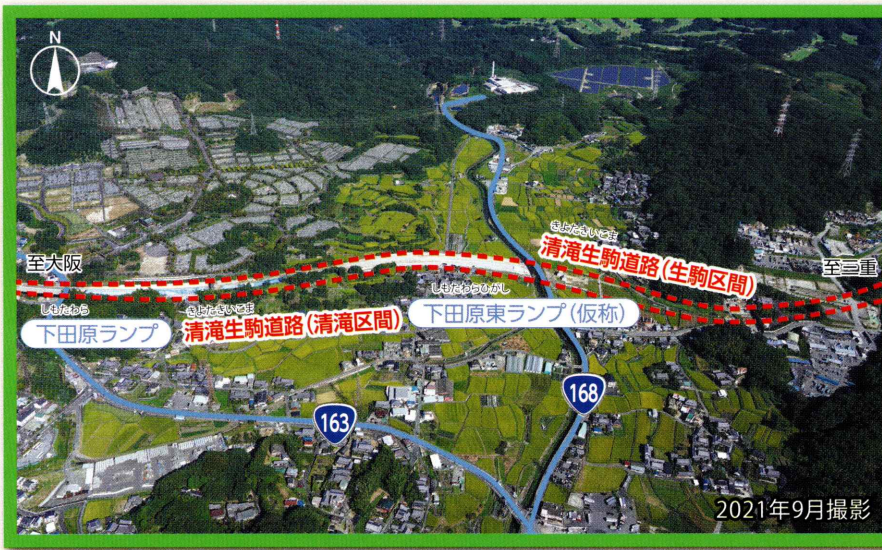 N
至大阪
しもたわら
下田原ランプ
きよたきいこま
清滝生駒道路(清滝区間)
しもたわらひがし
下田原東ランプ(仮称)
きよたきいこま
清滝生駒道路(生駒区間)
至三重
163
168
2021年9月撮影